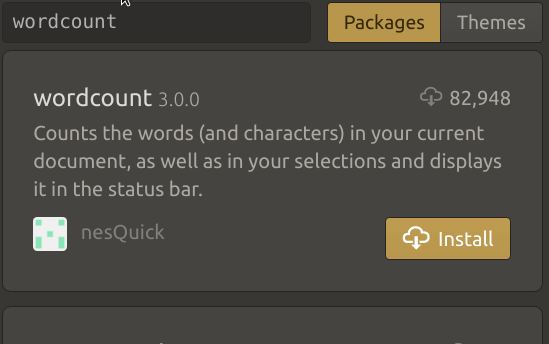 wordcount
Packages Themes
wordcount 3.0.0 82,948
Counts the words (and characters) in your current
document, as well as in your selections and displays
it in the status bar.
nesQuick
Install